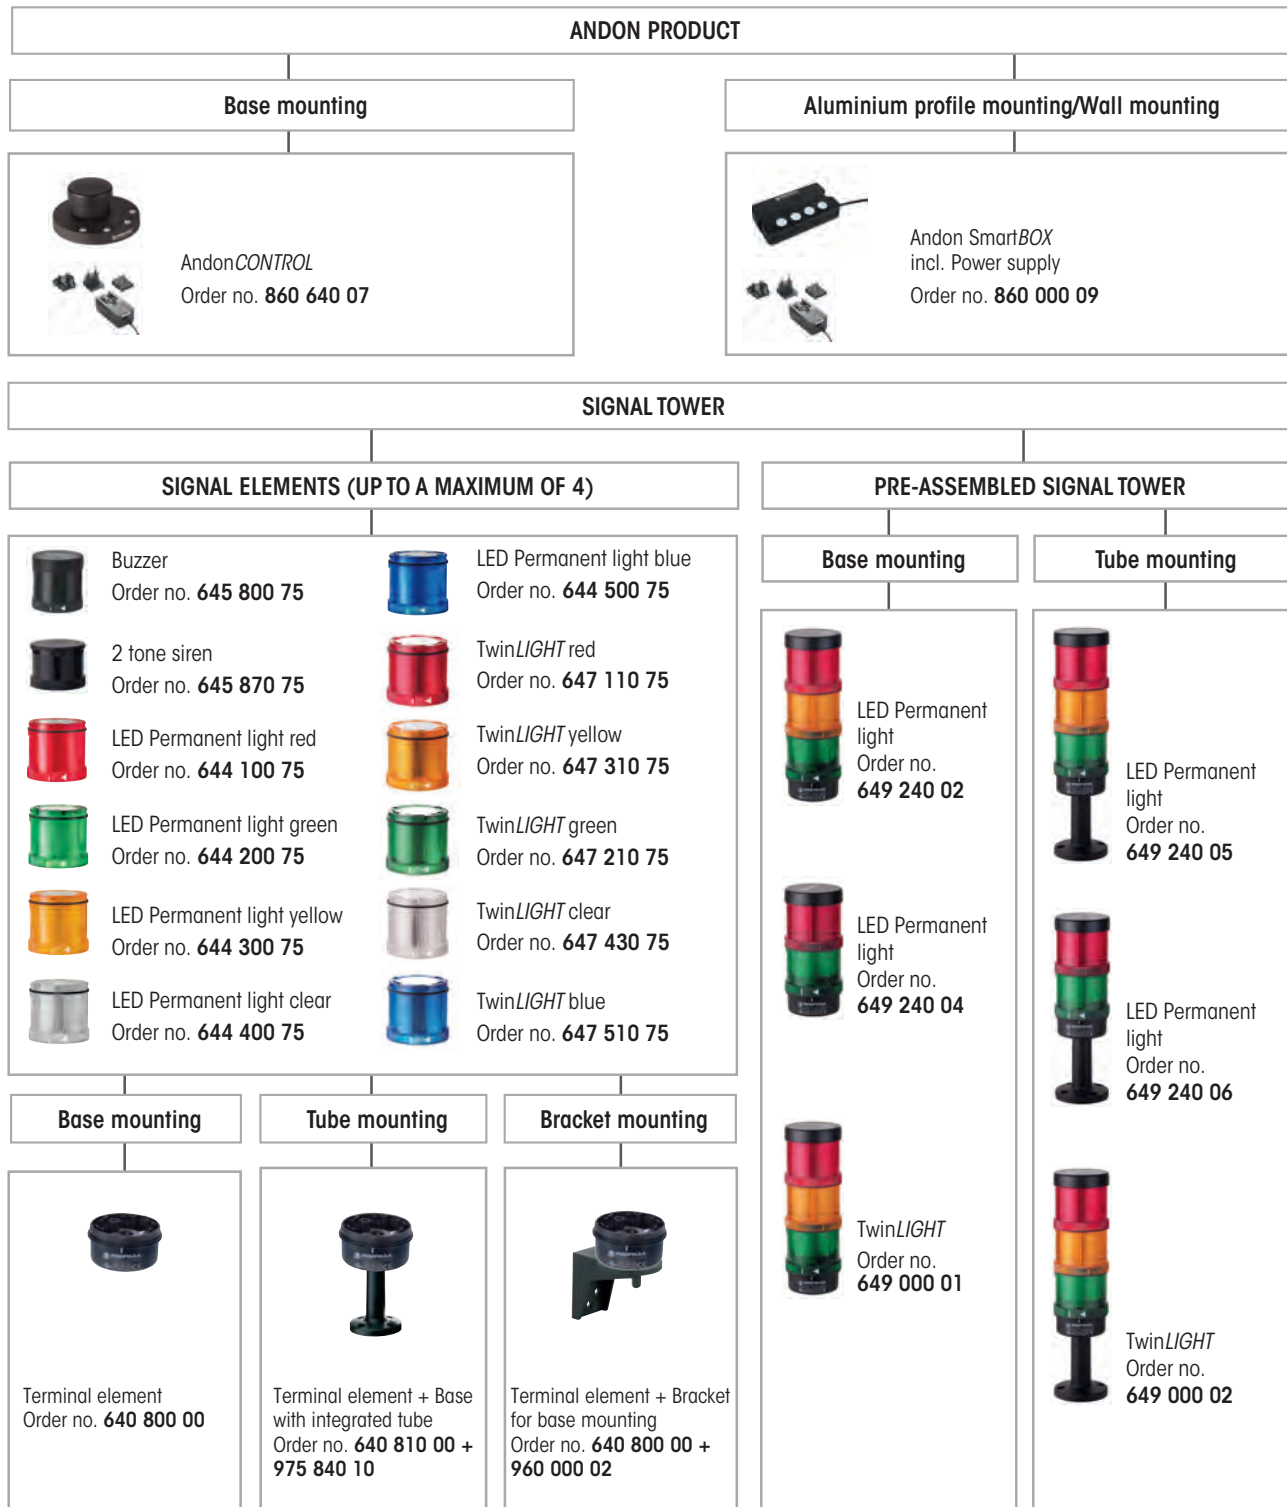 ANDON PRODUCT
Base mounting
Aluminium profile mounting/Wall mounting
AndonCONTROL
Order no. 860 640 07
Andon SmartBOX
incl. Power supply
Order no. 860 000 09
SIGNAL TOWER
SIGNAL ELEMENTS (UP TO A MAXIMUM OF 4)
PRE-ASSEMBLED SIGNAL TOWER
Buzzer
Order no. 645 800 75
2 tone siren
Order no. 645 870 75
LED Permanent light red
Order no. 644 100 75
LED Permanent light green
Order no. 644 200 75
LED Permanent light yellow
Order no. 644 300 75
LED Permanent light clear
Order no. 644 400 75
LED Permanent light blue
Order no. 644 500 75
TwinLIGHT red
Order no. 647 110 75
TwinLIGHT yellow
Order no. 647 310 75
TwinLIGHT green
Order no. 647 210 75
TwinLIGHT clear
Order no. 647 430 75
TwinLIGHT blue
Order no. 647 510 75
Base mounting
Terminal element
Order no. 640 800 00
Tube mounting
Terminal element + Base
with integrated tube
Order no. 640 810 00 +
975 840 10
Bracket mounting
Terminal element + Bracket
for base mounting
Order no. 640 800 00 +
960 000 02
Base mounting
LED Permanent
light
Order no.
649 240 02
LED Permanent
light
Order no.
649 240 04
TwinLIGHT
Order no.
649 000 01
Tube mounting
LED Permanent
light
Order no.
649 240 05
LED Permanent
light
Order no.
649 240 06
TwinLIGHT
Order no.
649 000 02